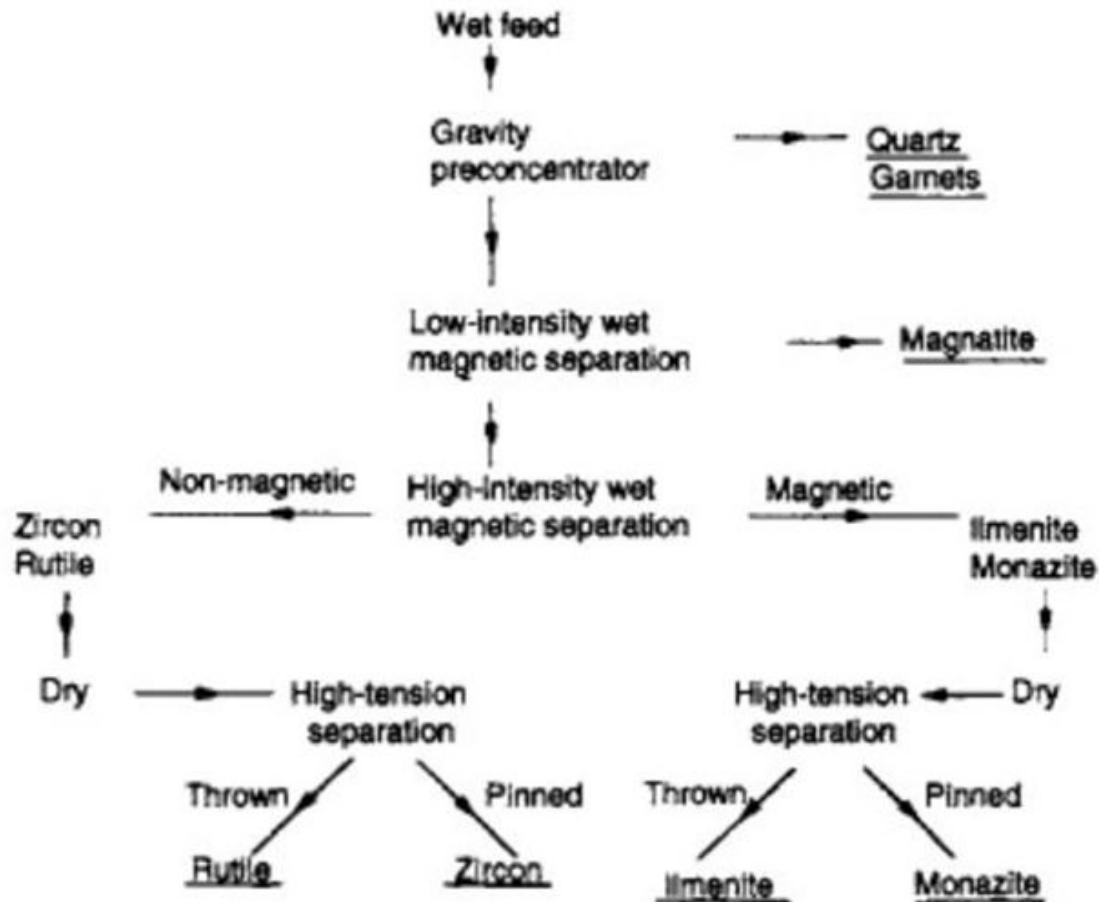 Wet feed
Gravity
preconcentrator
Quartz
Garnets
Low-intensity wet
magnetic separation
Magnatite
Non-magnetic
High-intensity wet
magnetic separation
Magnetic
Zircon
Rutile
Ilmenite
Monazite
Dry
High-tension
separation
High-tension
separation
Dry
Thrown
Pinned
Thrown
Pinned
Rutile
Zircon
Ilmenite
Monazite